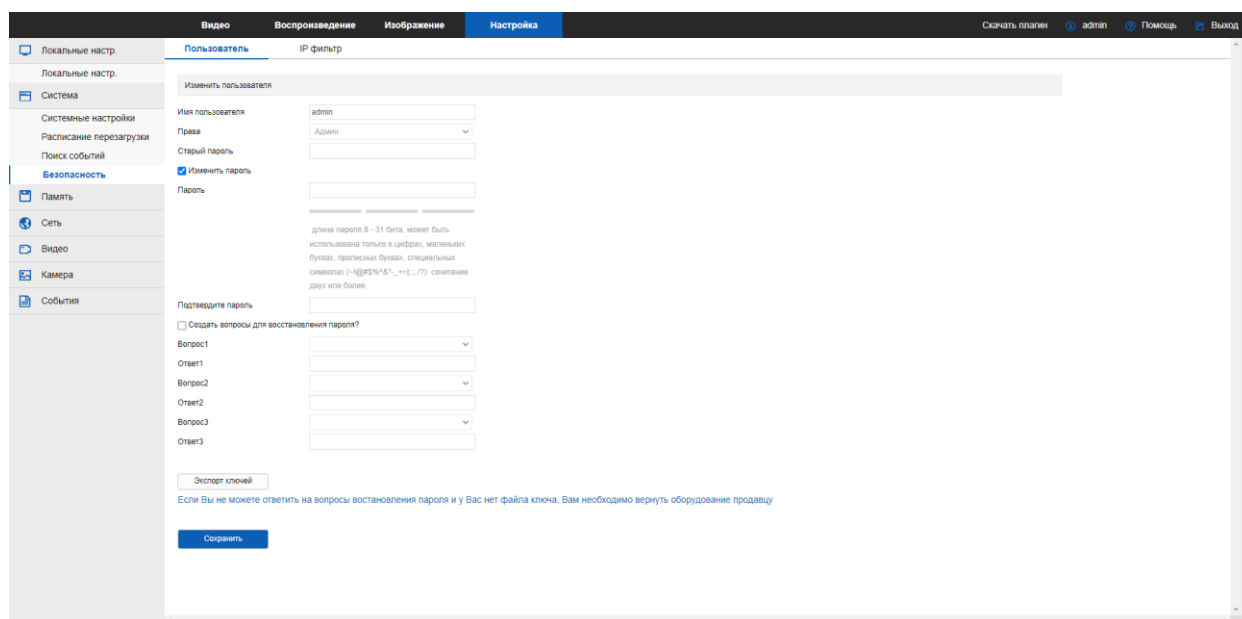 Видео Воспроизведение Изображение Настройка Скачать плагин admin Помощь Выход
Локальные настр.
Локальные настр.
Система
Системные настройки
Расписание перезагрузки
Поиск событий
Безопасность
Память
Сеть
Видео
Камера
События
Пользователь IP фильтр
Изменить пользователя
Имя пользователя admin
Права Админ
Старый пароль
Изменить пароль
Пароль
длина пароля 8 - 31 бита, может быть
использована только в цифрах, маленьких
буквах, прописных буквах, специальных
символах (~!@#$%^&*-_+=|;:,./?) сочетание
двух или более
Подтвердите пароль
Создать вопросы для восстановления пароля?
Вопрос1
Ответ1
Вопрос2
Ответ2
Вопрос3
Ответ3
Экспорт ключей
Если Вы не можете ответить на вопросы востановления пароля и у Вас нет файла ключа, Вам необходимо вернуть оборудование продавцу
Сохранить